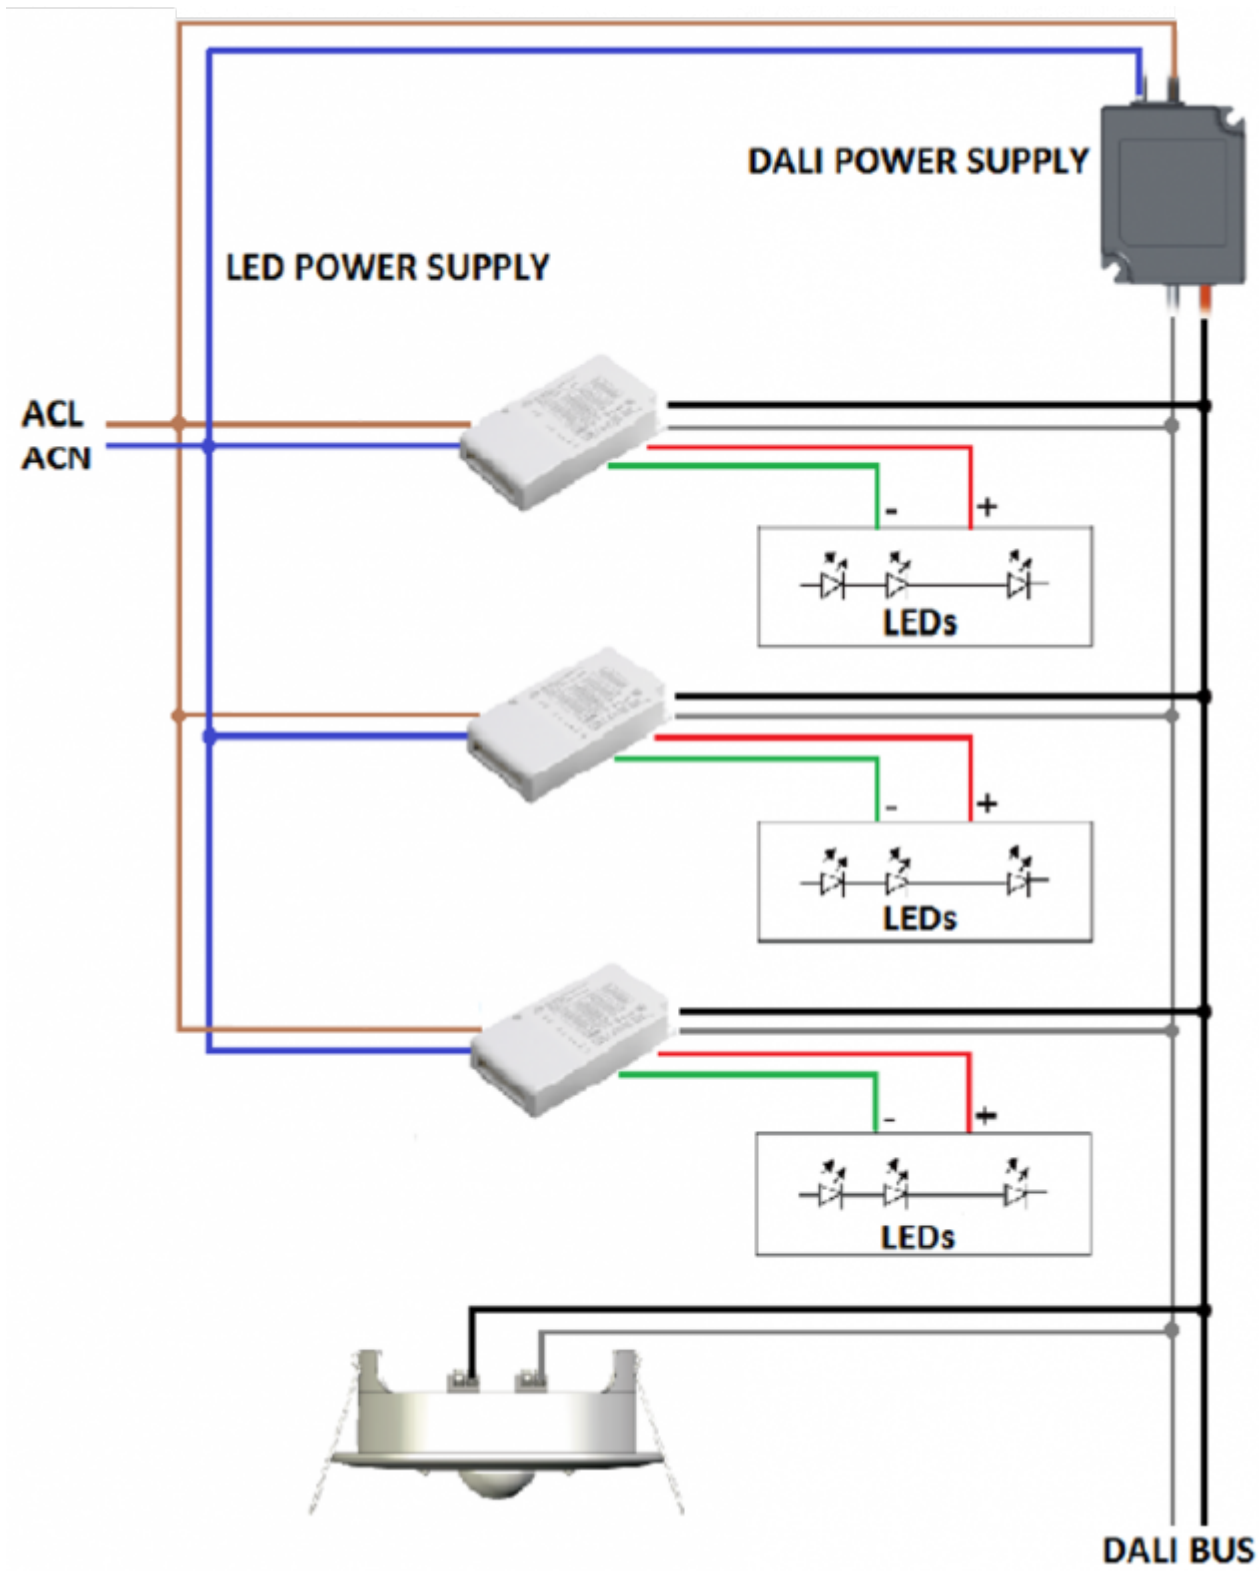 DALI POWER SUPPLY
LED POWER SUPPLY
ACL
ACN
- +
LEDs
- +
LEDs
- +
LEDs
DALI BUS